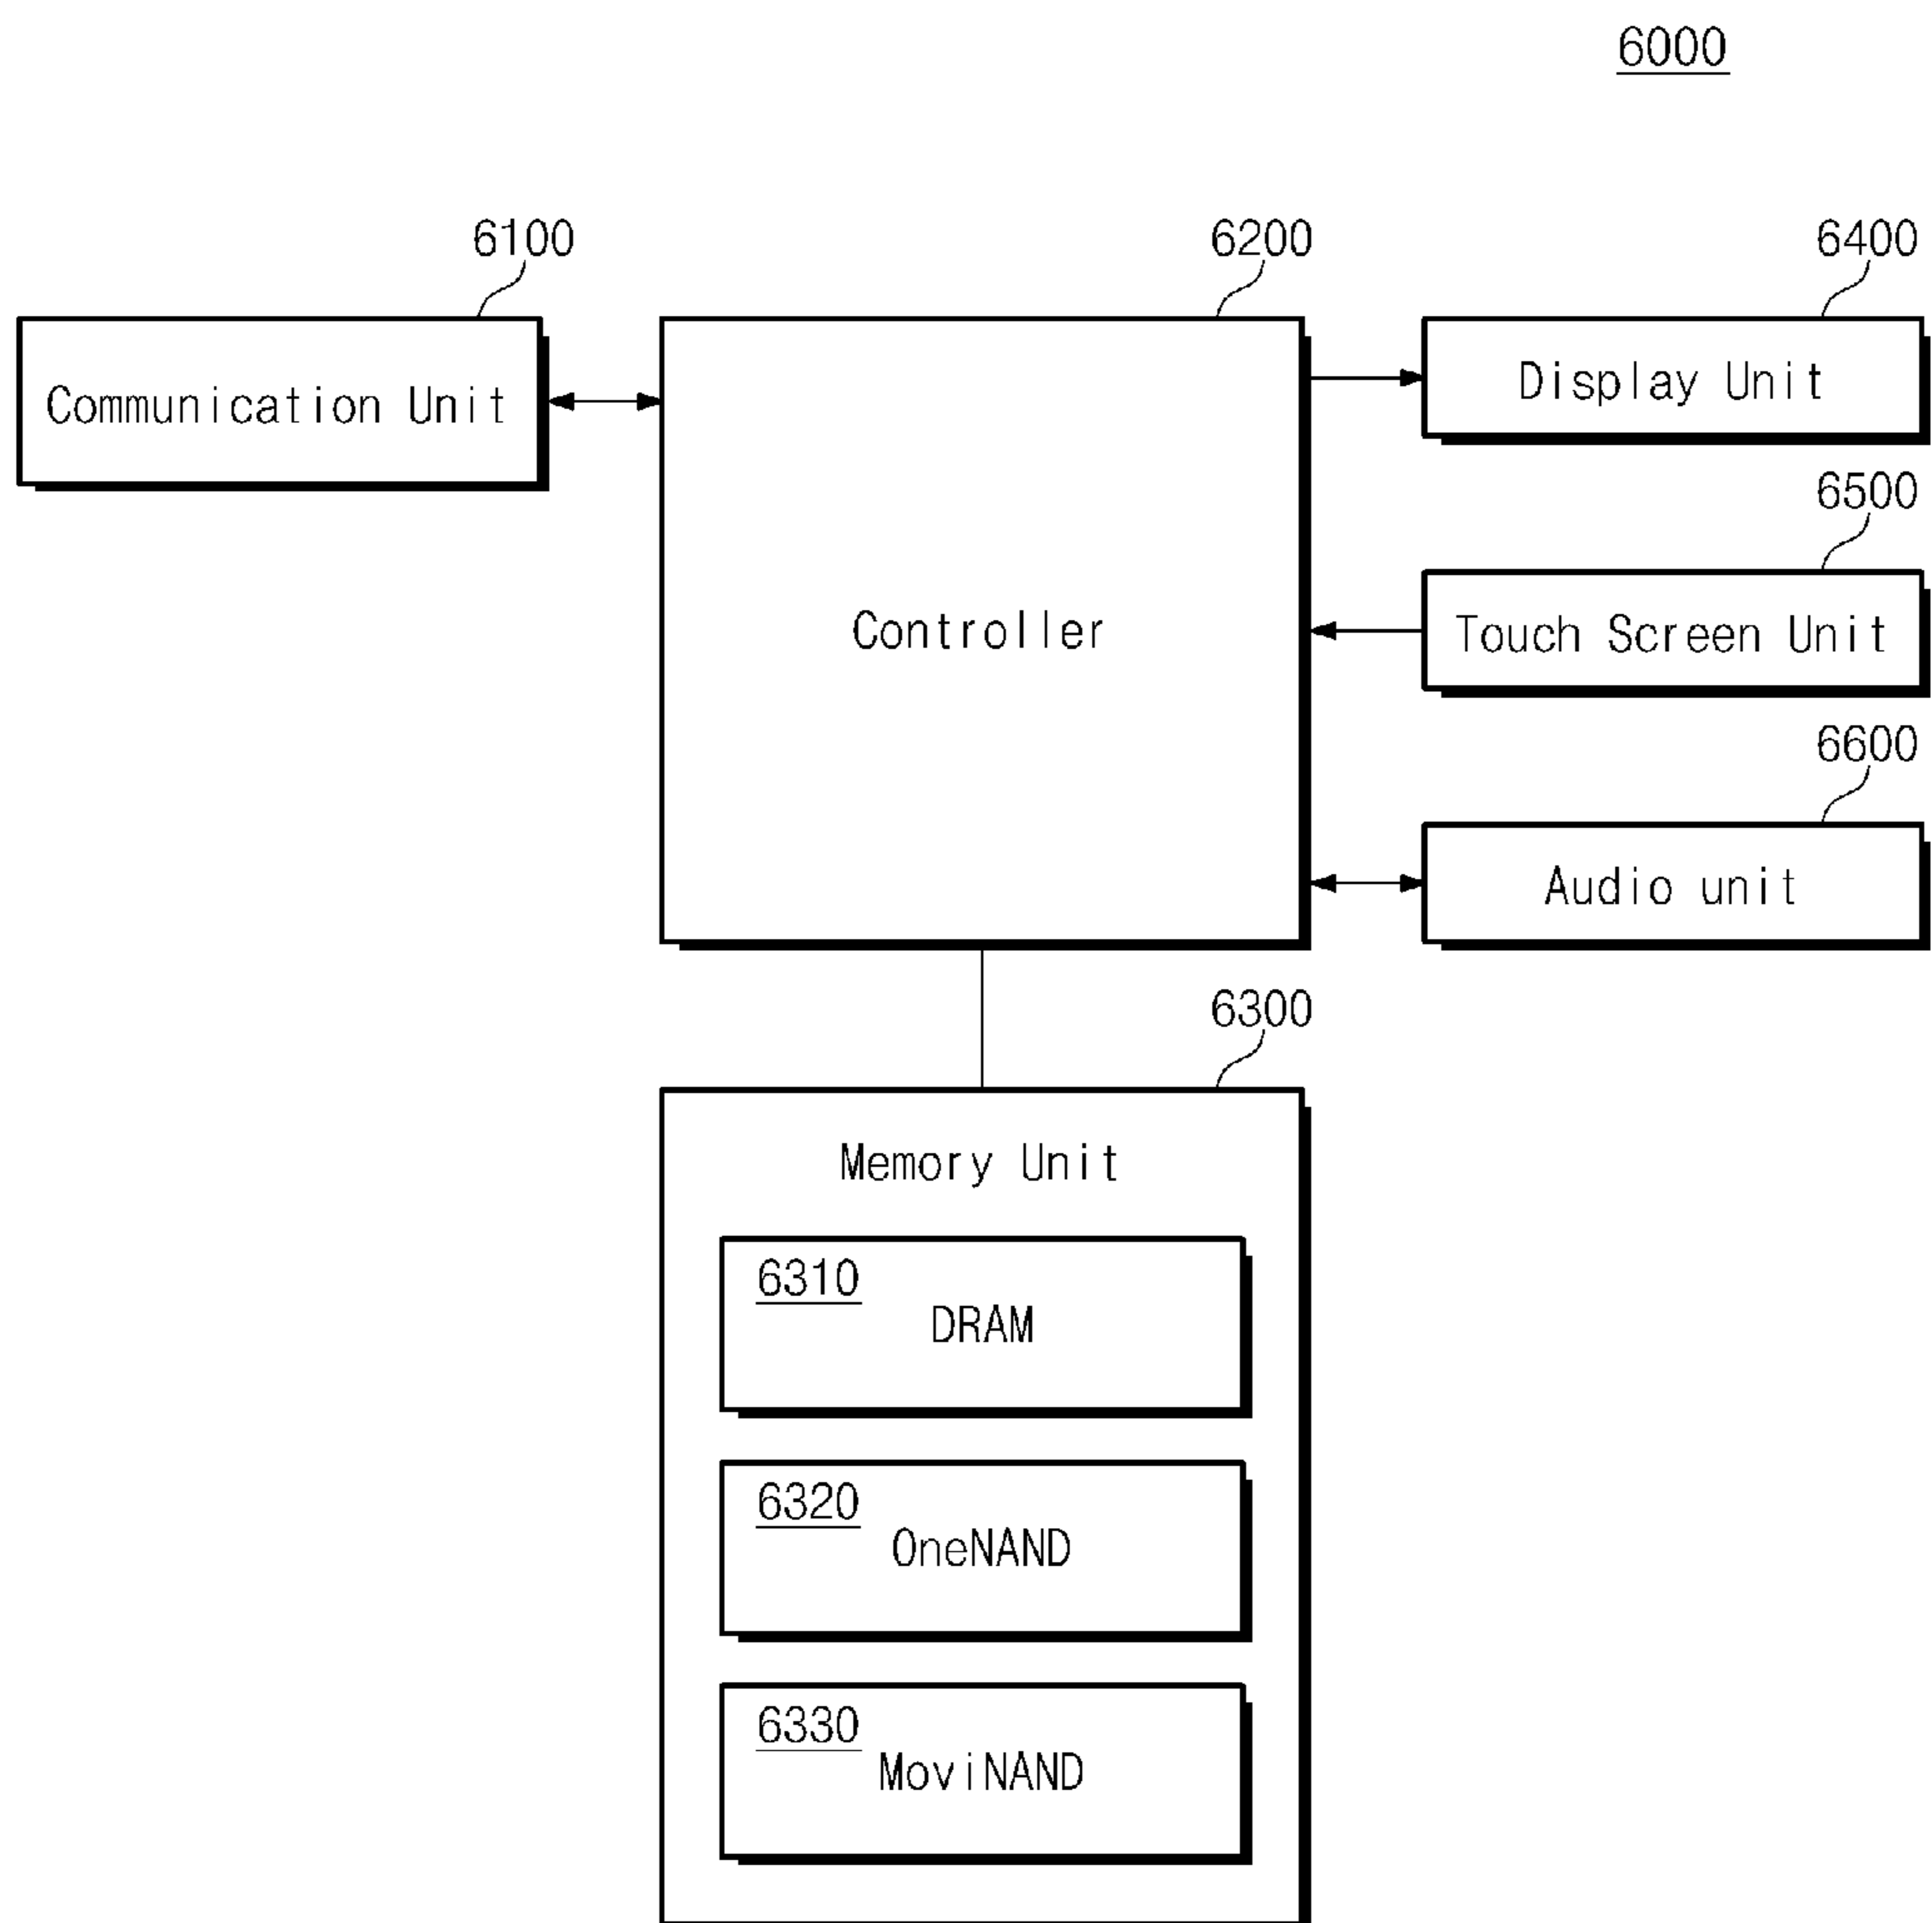 6000
6100
6200
6400
Communication Unit
Display Unit
6500
Controller
Touch Screen Unit
6600
Audio unit
6300
Memory Unit
6310
DRAM
6320
OneNAND
6330
MoviNAND